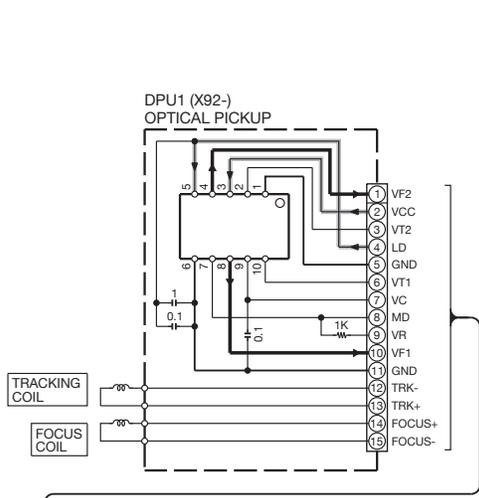 DPU1 (X92-)
OPTICAL PICKUP
5 4 3 2 1
6 7 8 9 10
1
0.1
0.1
1K
1 VF2
2 VCC
3 VT2
4 LD
5 GND
6 VT1
7 VC
8 MD
9 VR
10 VF1
11 GND
12 TRK-
13 TRK+
14 FOCUS+
15 FOCUS-
TRACKING
COIL
FOCUS
COIL